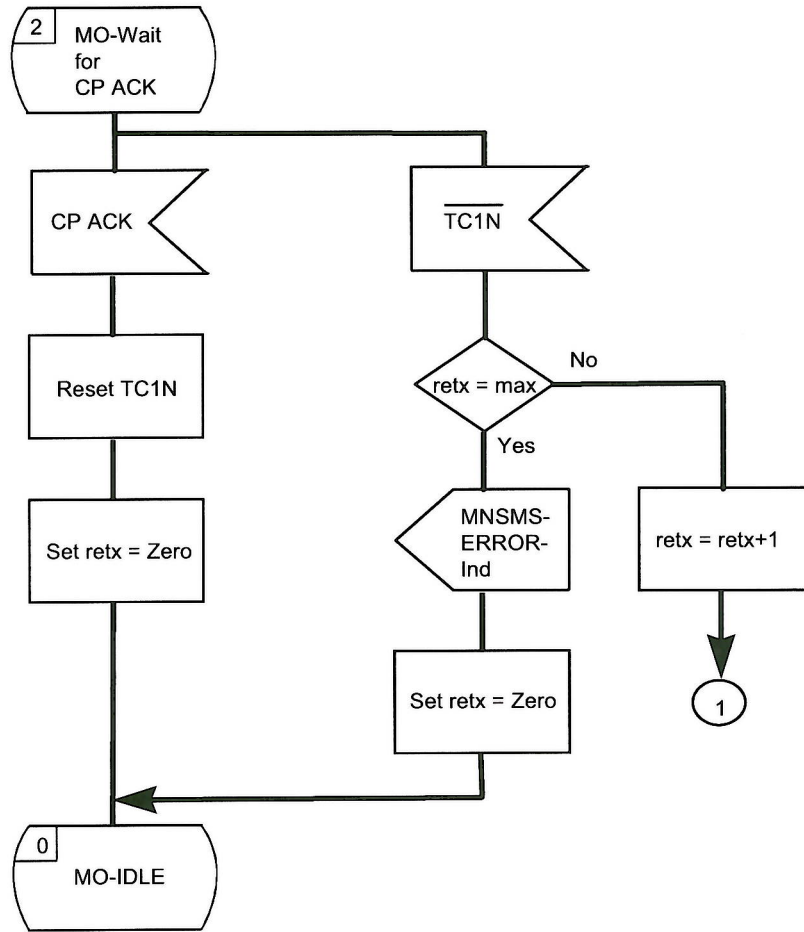 2
MO-Wait
for
CP ACK
CP ACK
TC1N
Reset TC1N
retx = max
No
Yes
Set retx = Zero
MNSMS-
ERROR-
Ind
retx = retx+1
Set retx = Zero
1
0
MO-IDLE